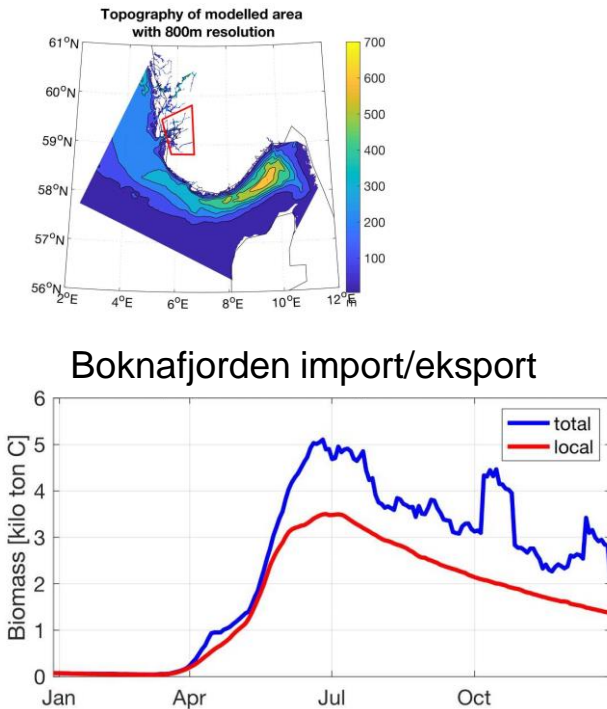 Topography of modelled area
with 800m resolution
61°N
60°N
59°N
58°N
57°N
56°N
2°E 4°E 6°E 8°E 10°E 12°E
700
600
500
400
300
200
100
m
Boknafjorden import/eksport
Biomass [kilo ton C]
6
5
4
3
2
1
0
total
local
Jan Apr Jul Oct